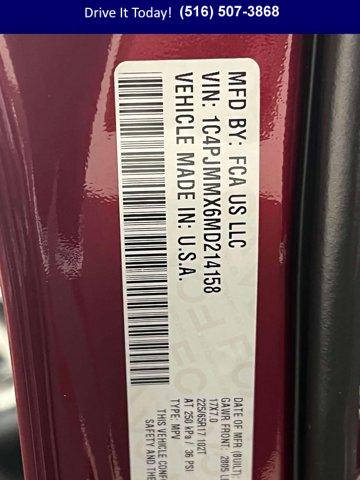 Drive It Today! (516) 507-3868
MFD BY: FCA US LLC
VIN: 1C4PJMMX6MD214158
VEHICLE MADE IN: U.S.A.
DATE OF MFR (BUILT):
GAWR FRONT: 2805 L
17X7.0
225/65R17 102T
AT 250 kPa / 36 PSI
TYPE: MPV
THIS VEHICLE CONF
SAFETY AND THE